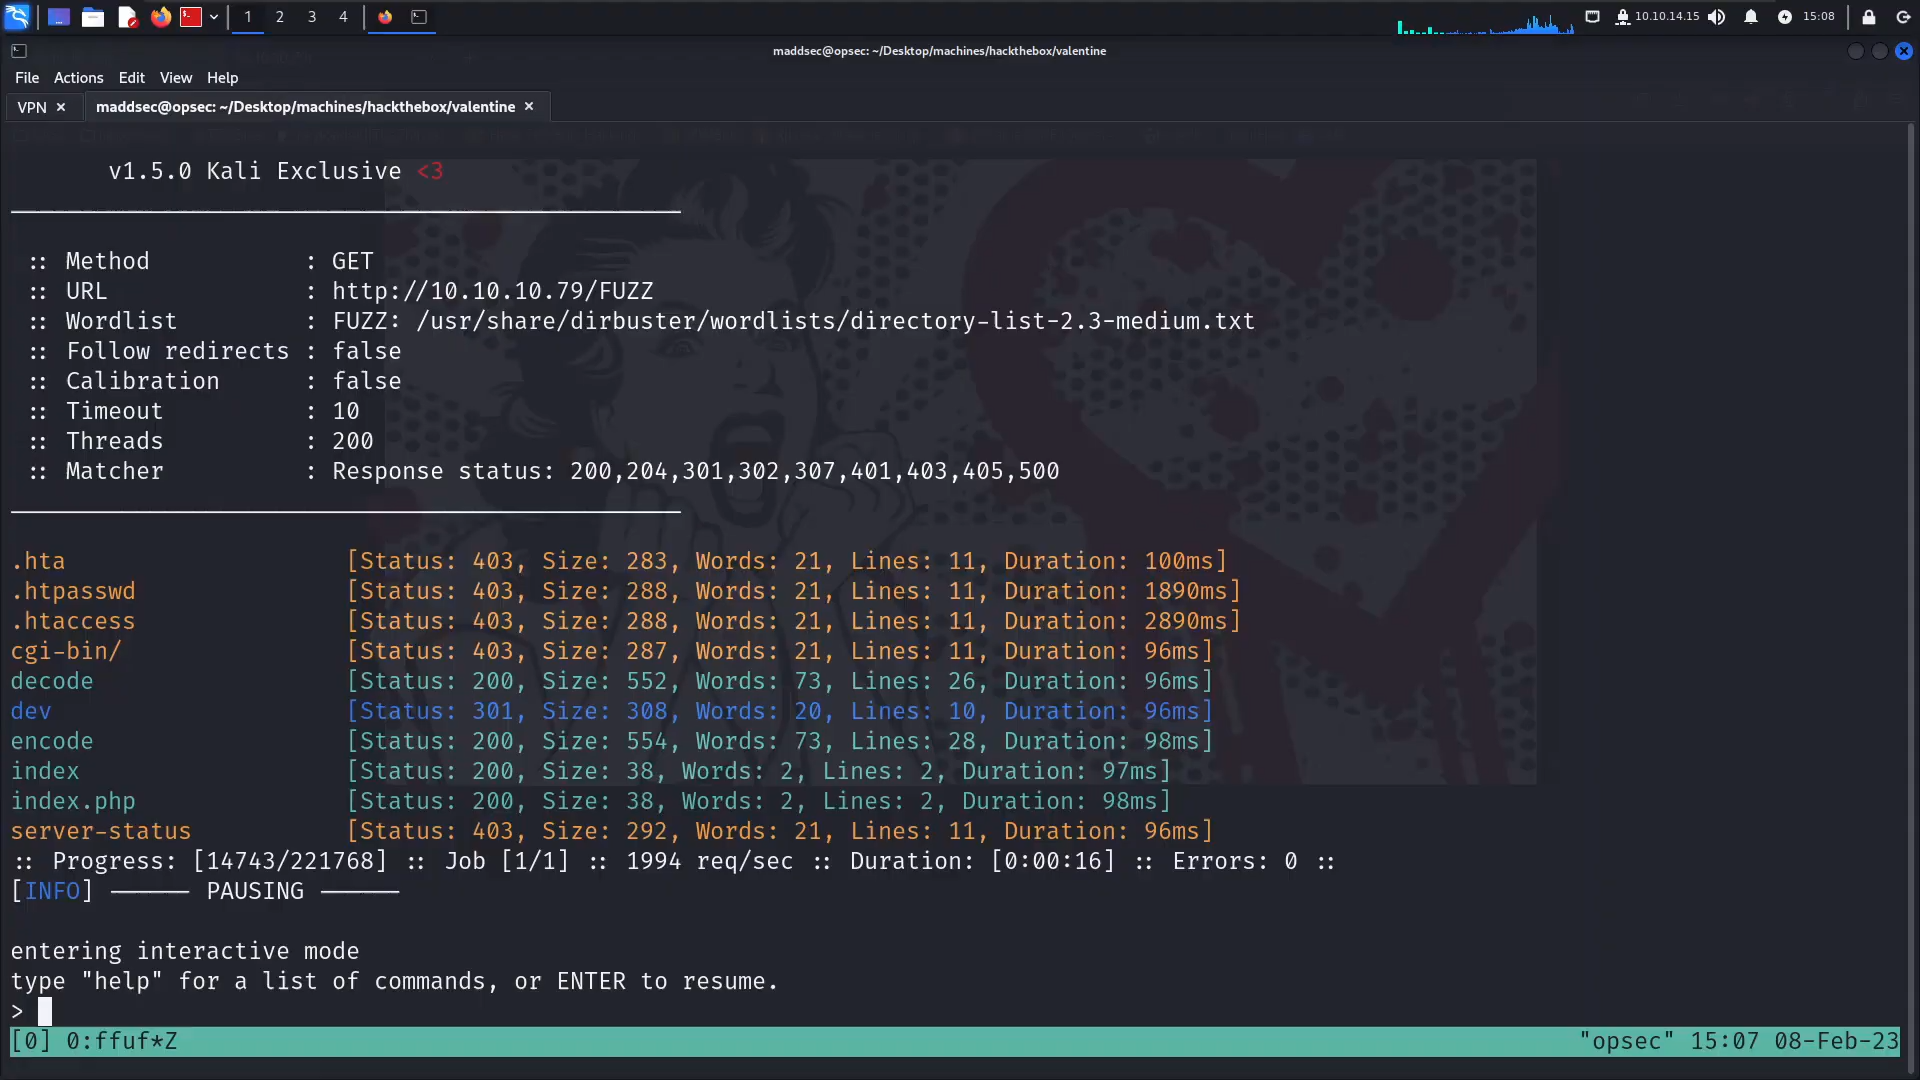 1 2 3 4 10.10.14.15 15:08
maddsec@opsec: ~/Desktop/machines/hackthebox/valentine
File Actions Edit View Help
VPN × maddsec@opsec: ~/Desktop/machines/hackthebox/valentine ×
v1.5.0 Kali Exclusive <3
:: Method : GET
:: URL : http://10.10.10.79/FUZZ
:: Wordlist : FUZZ: /usr/share/dirbuster/wordlists/directory-list-2.3-medium.txt
:: Follow redirects : false
:: Calibration : false
:: Timeout : 10
:: Threads : 200
:: Matcher : Response status: 200,204,301,302,307,401,403,405,500
.hta [Status: 403, Size: 283, Words: 21, Lines: 11, Duration: 100ms]
.htpasswd [Status: 403, Size: 288, Words: 21, Lines: 11, Duration: 1890ms]
.htaccess [Status: 403, Size: 288, Words: 21, Lines: 11, Duration: 2890ms]
cgi-bin/ [Status: 403, Size: 287, Words: 21, Lines: 11, Duration: 96ms]
decode [Status: 200, Size: 552, Words: 73, Lines: 26, Duration: 96ms]
dev [Status: 301, Size: 308, Words: 20, Lines: 10, Duration: 96ms]
encode [Status: 200, Size: 554, Words: 73, Lines: 28, Duration: 98ms]
index [Status: 200, Size: 38, Words: 2, Lines: 2, Duration: 97ms]
index.php [Status: 200, Size: 38, Words: 2, Lines: 2, Duration: 98ms]
server-status [Status: 403, Size: 292, Words: 21, Lines: 11, Duration: 96ms]
:: Progress: [14743/221768] :: Job [1/1] :: 1994 req/sec :: Duration: [0:00:16] :: Errors: 0 ::
[INFO] —— PAUSING ——
entering interactive mode
type "help" for a list of commands, or ENTER to resume.
>
[0] 0:ffuf*Z "opsec" 15:07 08-Feb-23